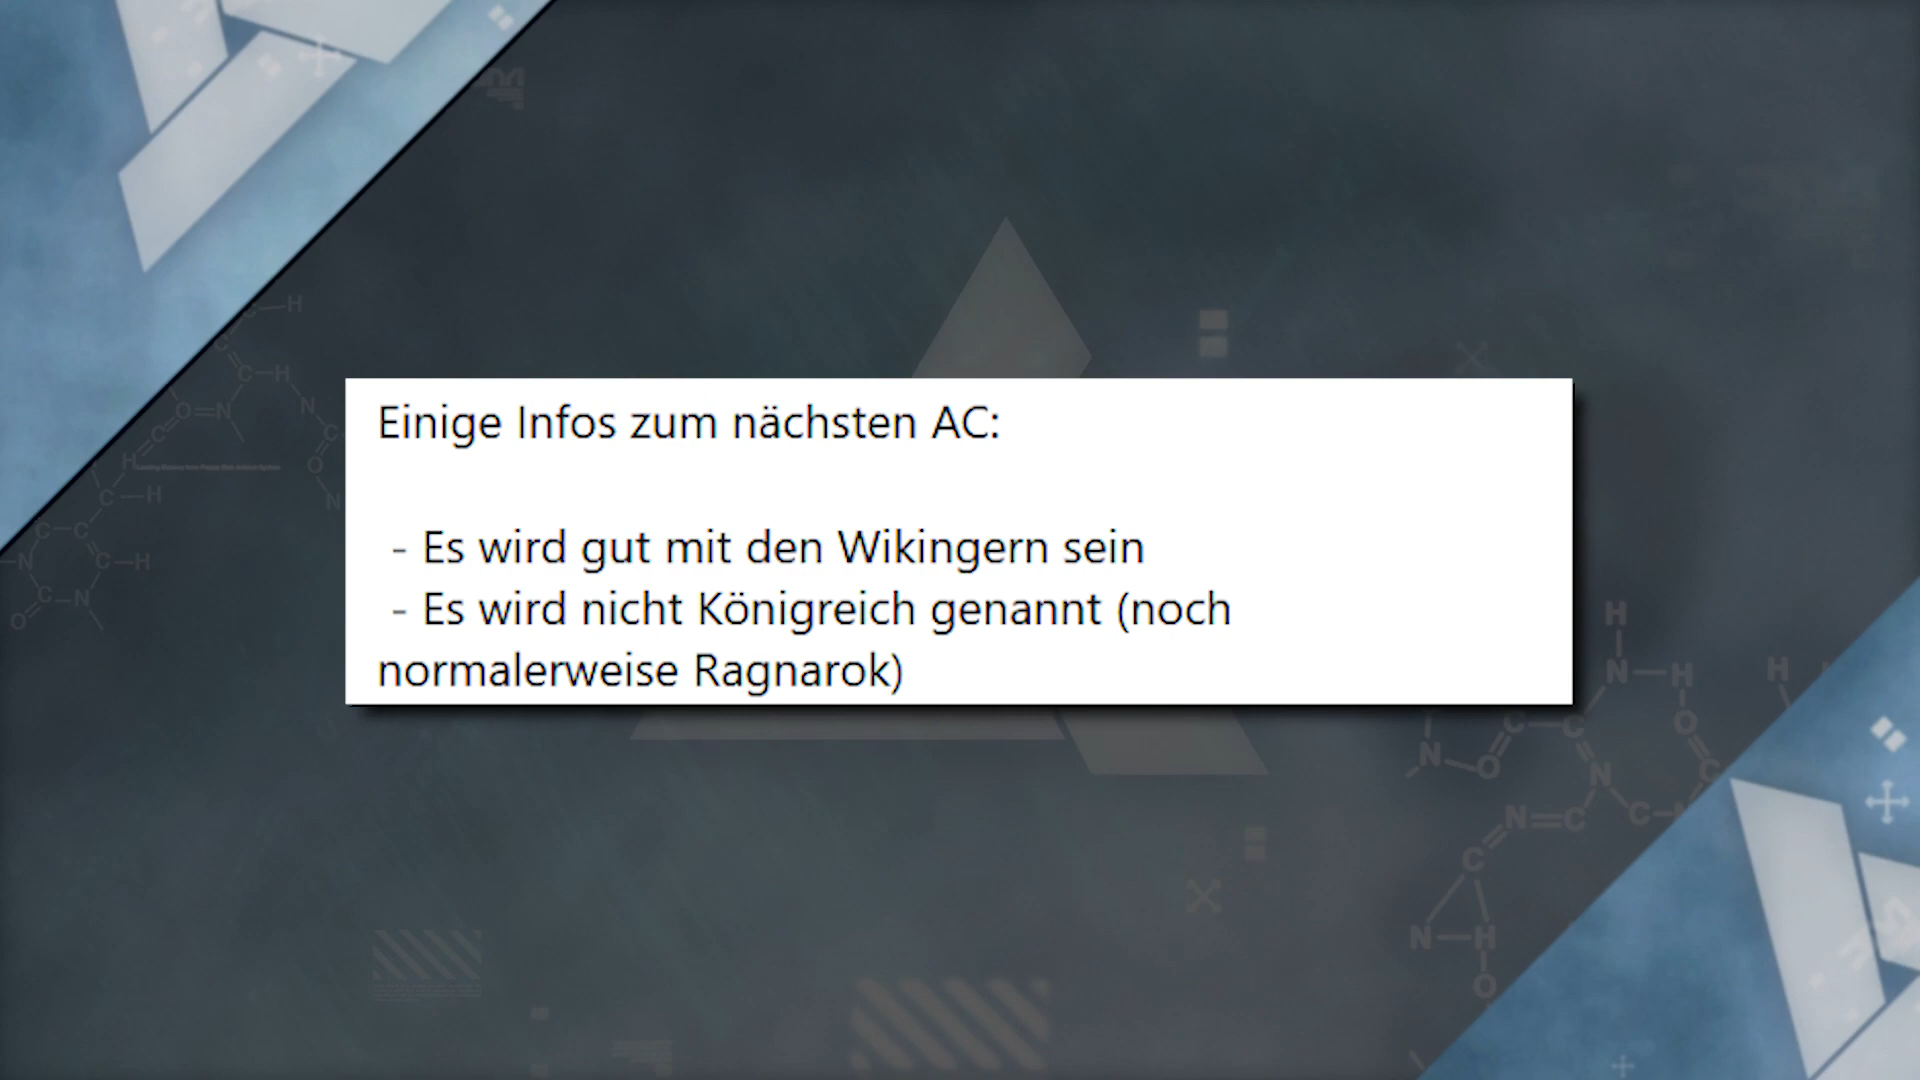 Einige Infos zum nächsten AC:
- Es wird gut mit den Wikingern sein
- Es wird nicht Königreich genannt (noch
normalerweise Ragnarok)